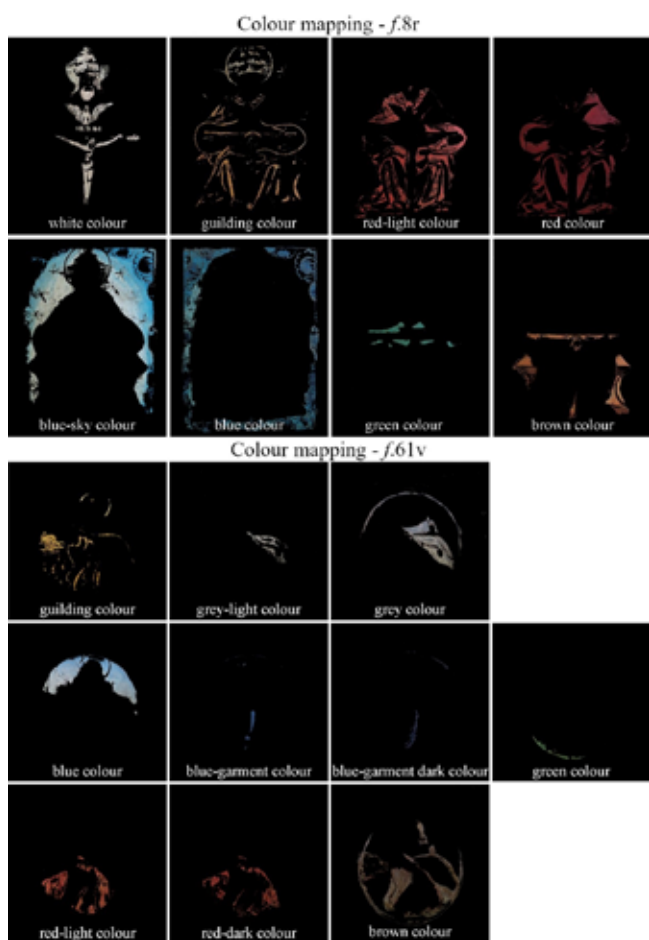 Colour mapping - f.8r
white colour
guilding colour
red-light colour
red colour
blue-sky colour
blue colour
green colour
brown colour
Colour mapping - f.61v
guilding colour
grey-light colour
grey colour
blue colour
blue-garment colour
blue-garment dark colour
green colour
red-light colour
red-dark colour
brown colour